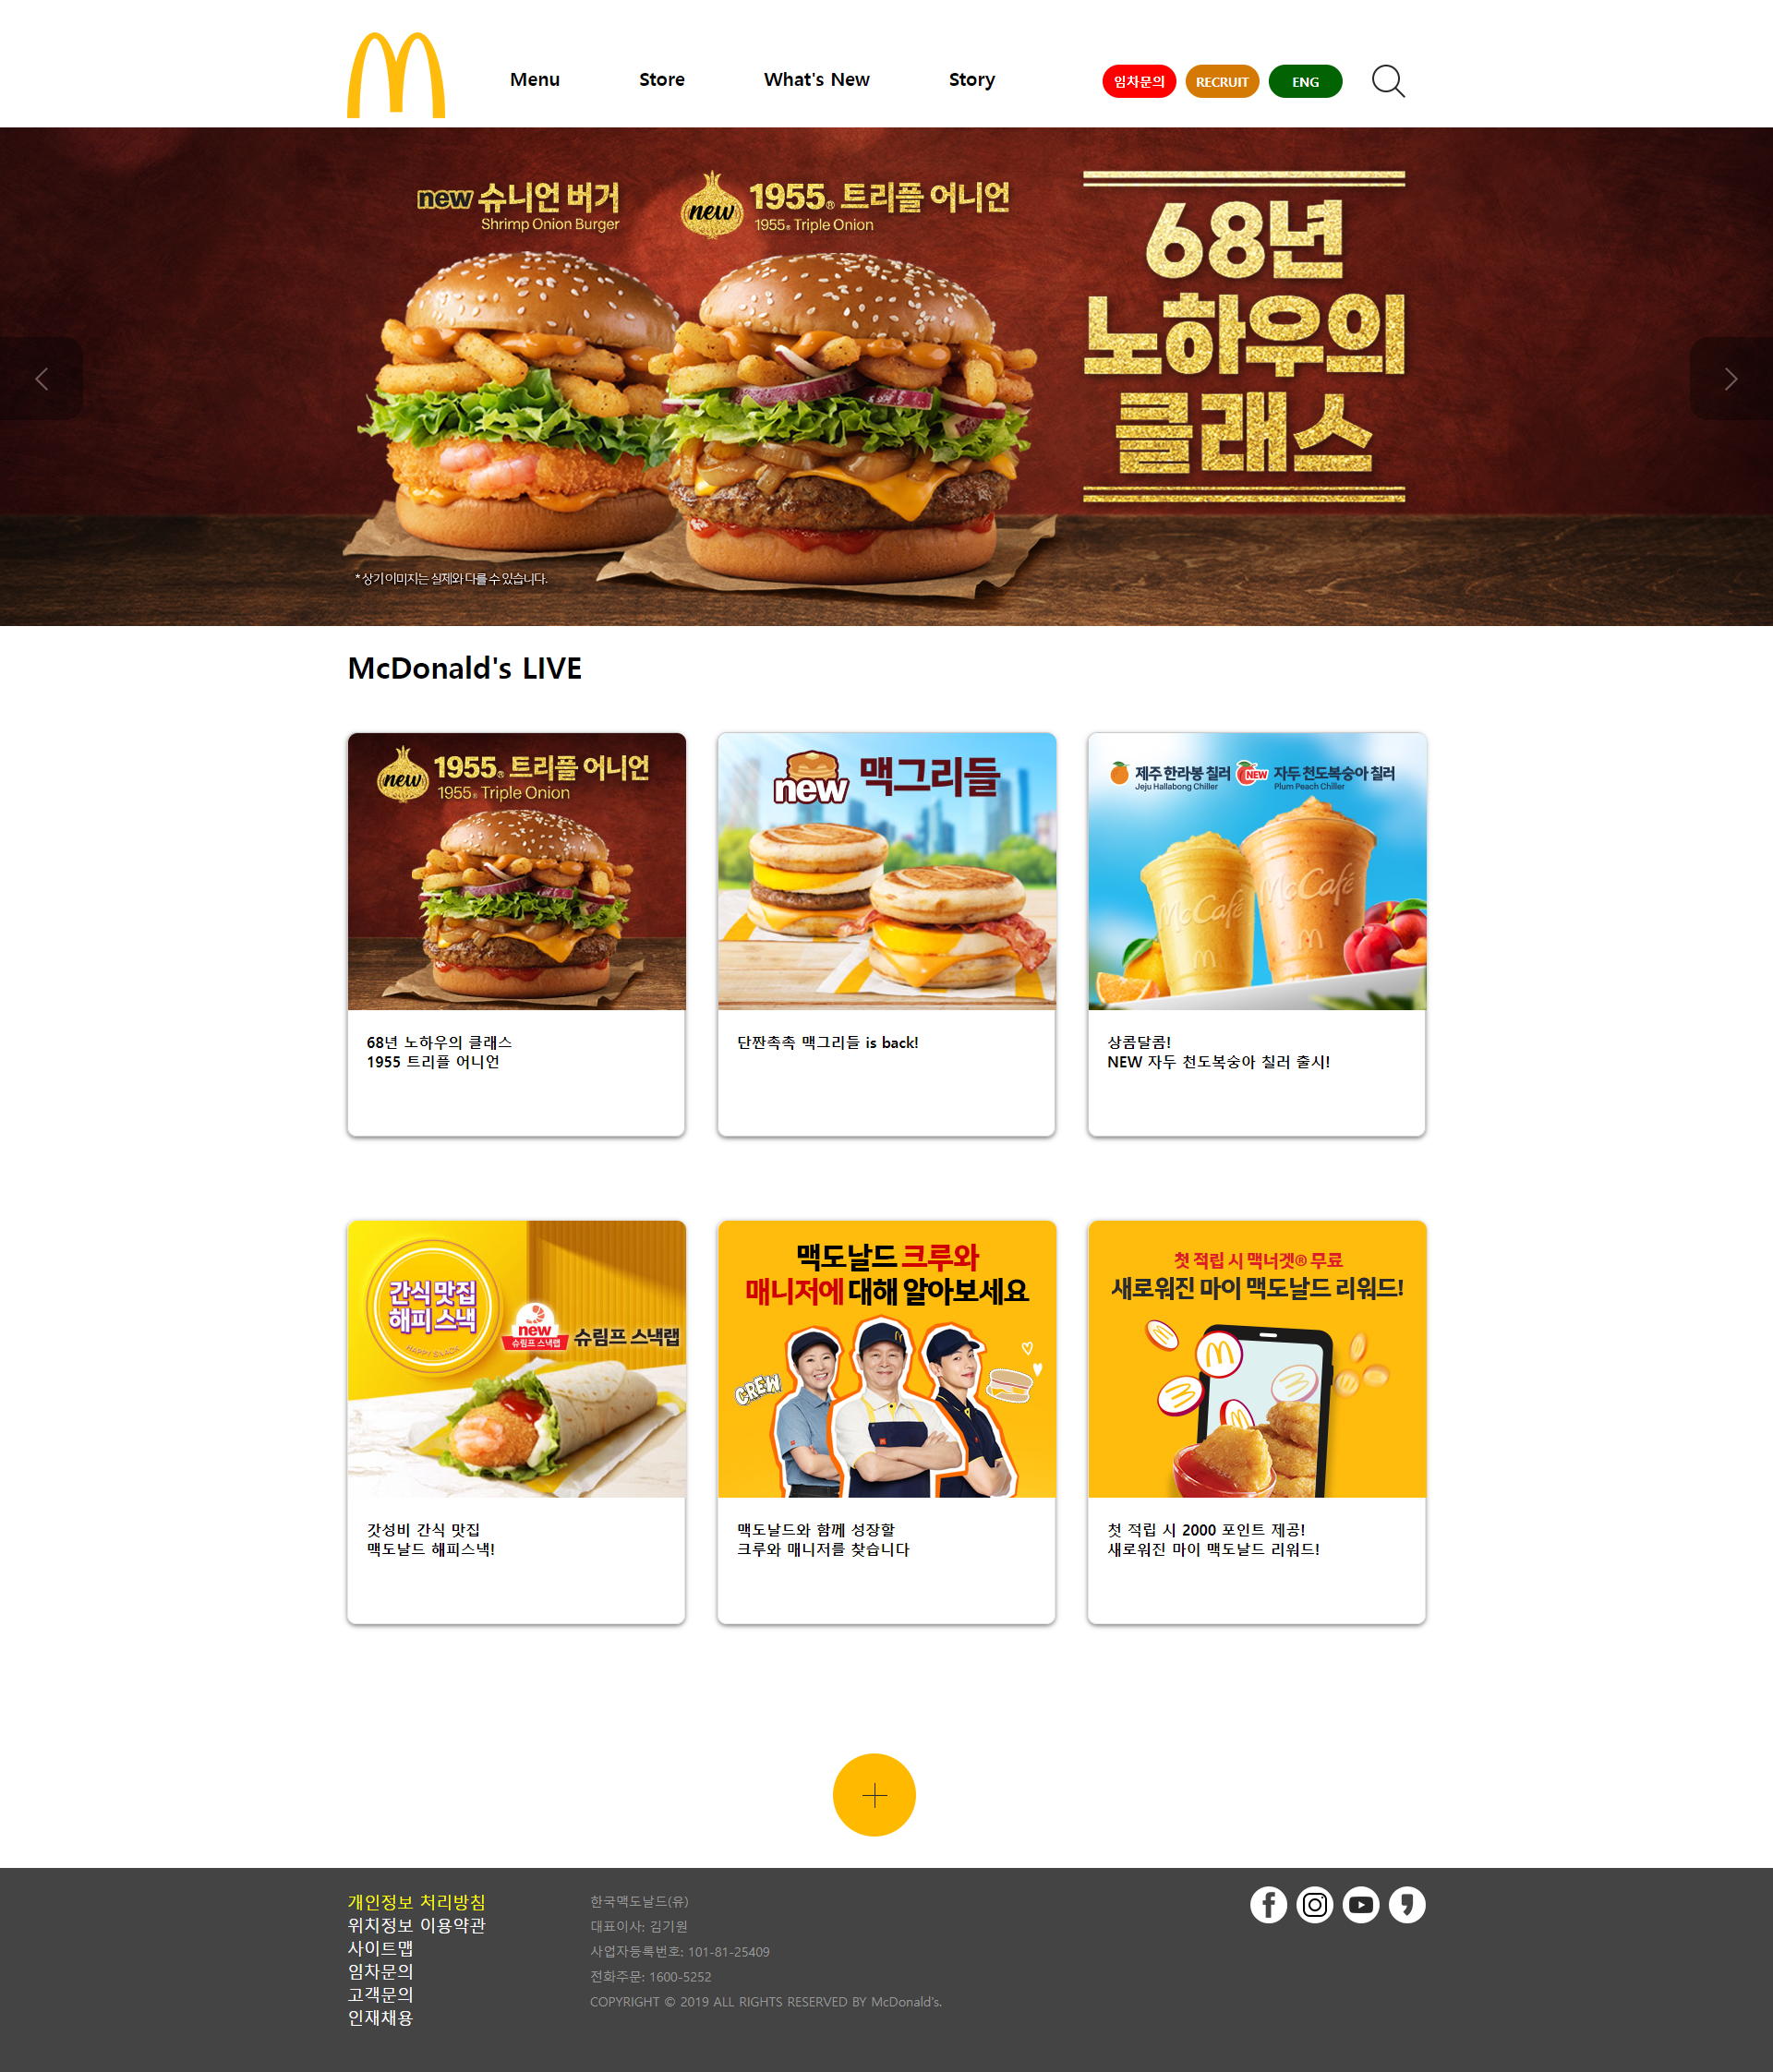 Menu
Store
What's New
Story
임차문의
RECRUIT
ENG
new 슈니언 버거
Shrimp Onion Burger
new 1955® 트리플 어니언
1955® Triple Onion
68년
노하우의
클래스
* 상기 이미지는 실제와 다를 수 있습니다.
McDonald's LIVE
new 1955® 트리플 어니언
1955® Triple Onion
68년 노하우의 클래스
1955 트리플 어니언
new 맥그리들
단짠촉촉 맥그리들 is back!
제주 한라봉 칠러
Jeju Hallabong Chiller
NEW 자두 천도복숭아 칠러
Plum Peach Chiller
McCafé
McCafé
상콤달콤!
NEW 자두 천도복숭아 칠러 출시!
간식 맛집
해피 스낵
HAPPY SNACK
new
슈림프 스낵랩
슈림프 스낵랩
갓성비 간식 맛집
맥도날드 해피스낵!
맥도날드 크루와
매니저에 대해 알아보세요
CREW
맥도날드와 함께 성장할
크루와 매니저를 찾습니다
첫 적립 시 맥너겟® 무료
새로워진 마이 맥도날드 리워드!
첫 적립 시 2000 포인트 제공!
새로워진 마이 맥도날드 리워드!
개인정보 처리방침
위치정보 이용약관
사이트맵
임차문의
고객문의
인재채용
한국맥도날드(유)
대표이사: 김기원
사업자등록번호: 101-81-25409
전화주문: 1600-5252
COPYRIGHT © 2019 ALL RIGHTS RESERVED BY McDonald's.